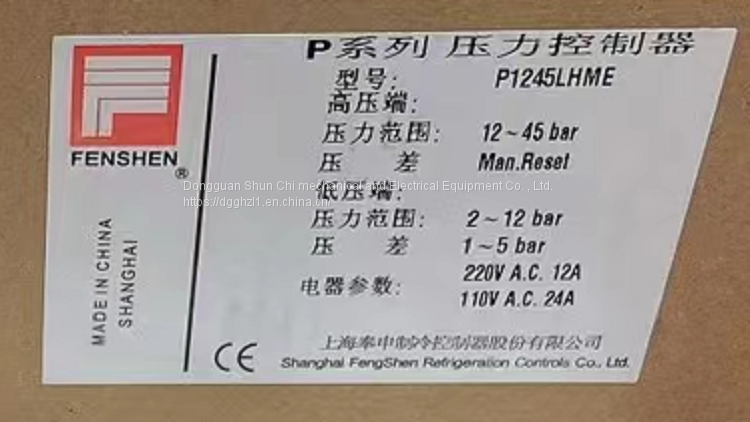 P系列 压力控制器
型号: P1245LHME
高压端:
压力范围: 12~45 bar
压 差 Man.Reset
低压端:
压力范围: 2~12 bar
压 差 1~5 bar
电器参数: 220V A.C. 12A
110V A.C. 24A
FENSHEN ®
MADE IN CHINA
SHANGHAI
CE
上海奉申制冷控制器股份有限公司
Shanghai FengShen Refrigeration Controls Co., Ltd.
Dongguan Shun Chi mechanical and Electrical Equipment Co. , Ltd.
https://dgghzl1.en.china.cn/